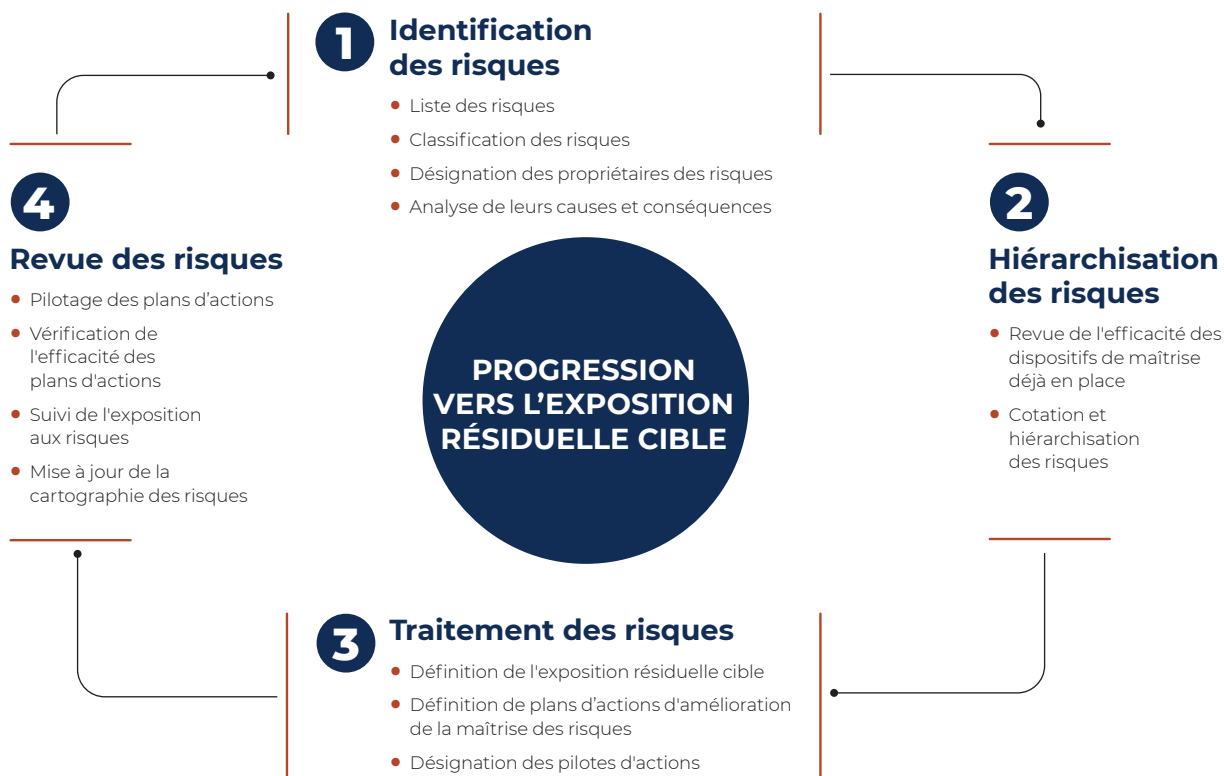 1
Identification
des risques
• Liste des risques
• Classification des risques
• Désignation des propriétaires des risques
• Analyse de leurs causes et conséquences
2
Hiérarchisation
des risques
• Revue de l'efficacité des
dispositifs de maîtrise
déjà en place
• Cotation et
hiérarchisation
des risques
3
Traitement des risques
• Définition de l'exposition résiduelle cible
• Définition de plans d’actions d'amélioration
de la maîtrise des risques
• Désignation des pilotes d'actions
4
Revue des risques
• Pilotage des plans d’actions
• Vérification de
l'efficacité des
plans d'actions
• Suivi de l'exposition
aux risques
• Mise à jour de la
cartographie des risques
PROGRESSION
VERS L’EXPOSITION
RÉSIDUELLE CIBLE